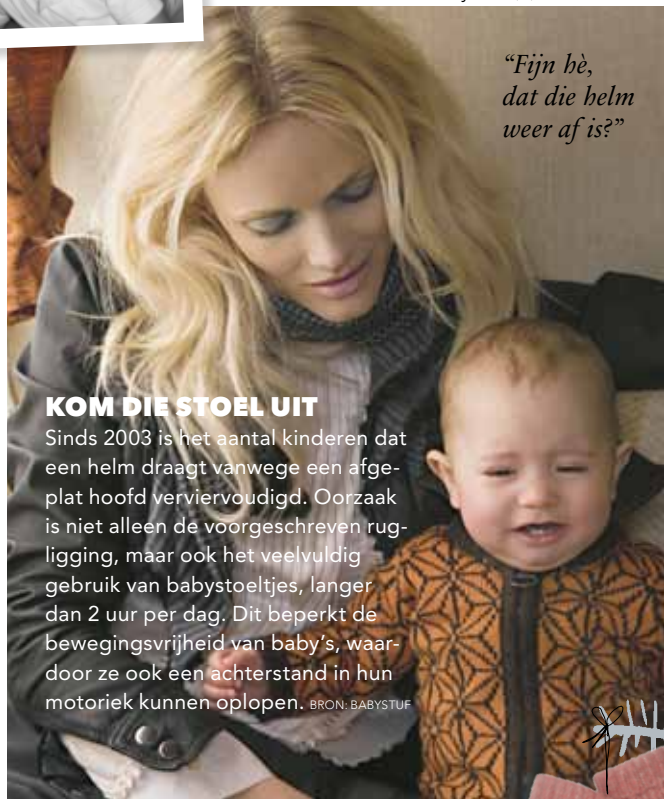 “Fijn hè,
dat die helm
weer af is?”
KOM DIE STOEL UIT
Sinds 2003 is het aantal kinderen dat
een helm draagt vanwege een afge-
plat hoofd verviervoudigd. Oorzaak
is niet alleen de voorgeschreven rug-
ligging, maar ook het veelvuldig
gebruik van babystoeltjes, langer
dan 2 uur per dag. Dit beperkt de
bewegingsvrijheid van baby’s, waar-
door ze ook een achterstand in hun
motoriek kunnen oplopen. BRON: BABYSTUF